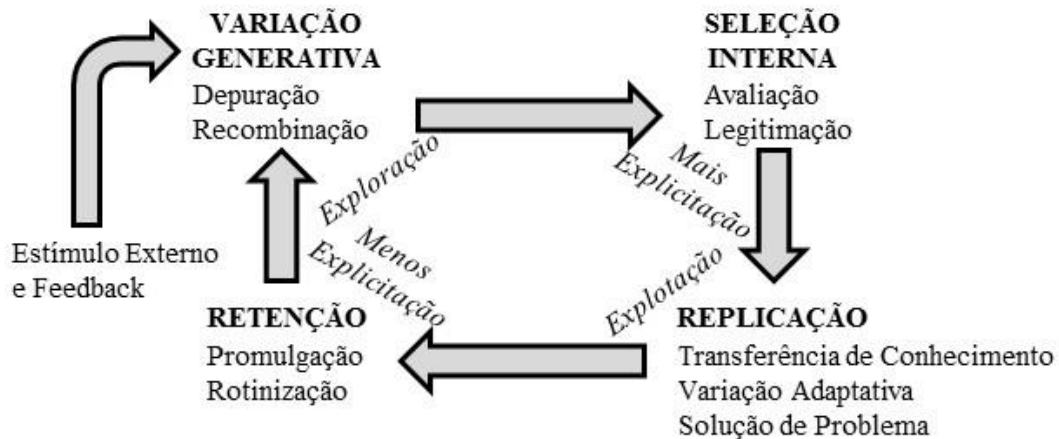 VARIAÇÃO
GENERATIVA
Depuração
Recombinação
SELEÇÃO
INTERNA
Avaliação
Legitimação
Exploração
Mais
Explicitação
Estímulo Externo
e Feedback
Menos
Explicitação
Explotação
RETENÇÃO
Promulgação
Rotinização
REPLICAÇÃO
Transferência de Conhecimento
Variação Adaptativa
Solução de Problema